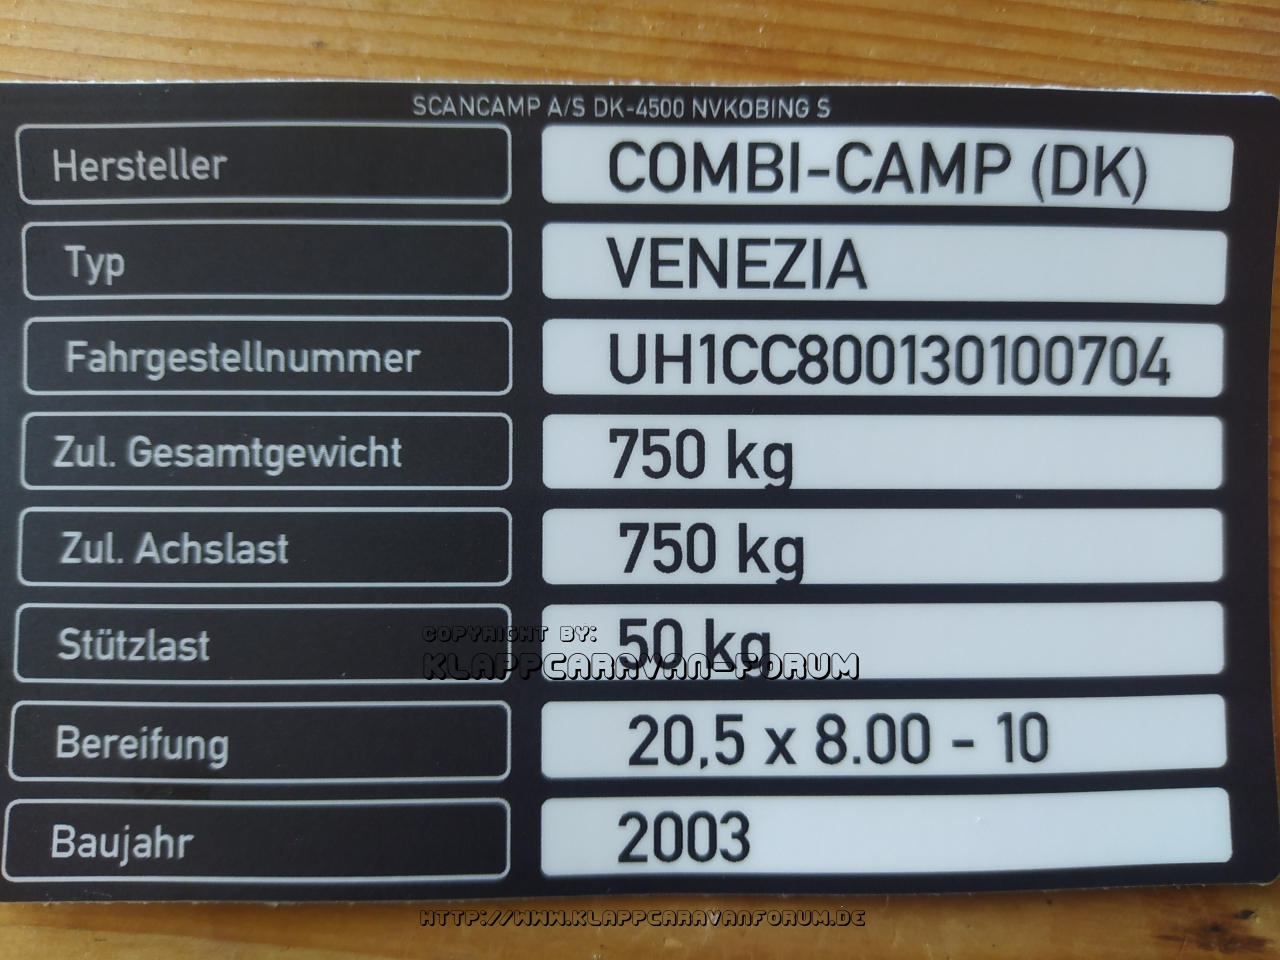 SCANCAMP A/S DK-4500 NVKOBING S
Hersteller COMBI-CAMP (DK)
Typ VENEZIA
Fahrgestellnummer UH1CC800130100704
Zul. Gesamtgewicht 750 kg
Zul. Achslast 750 kg
Stützlast 50 kg
COPYRIGHT BY:
KLAPPCARAVAN-FORUM
Bereifung 20,5 x 8.00 - 10
Baujahr 2003
HTTP://WWW.KLAPPCARAVANFORUM.DE